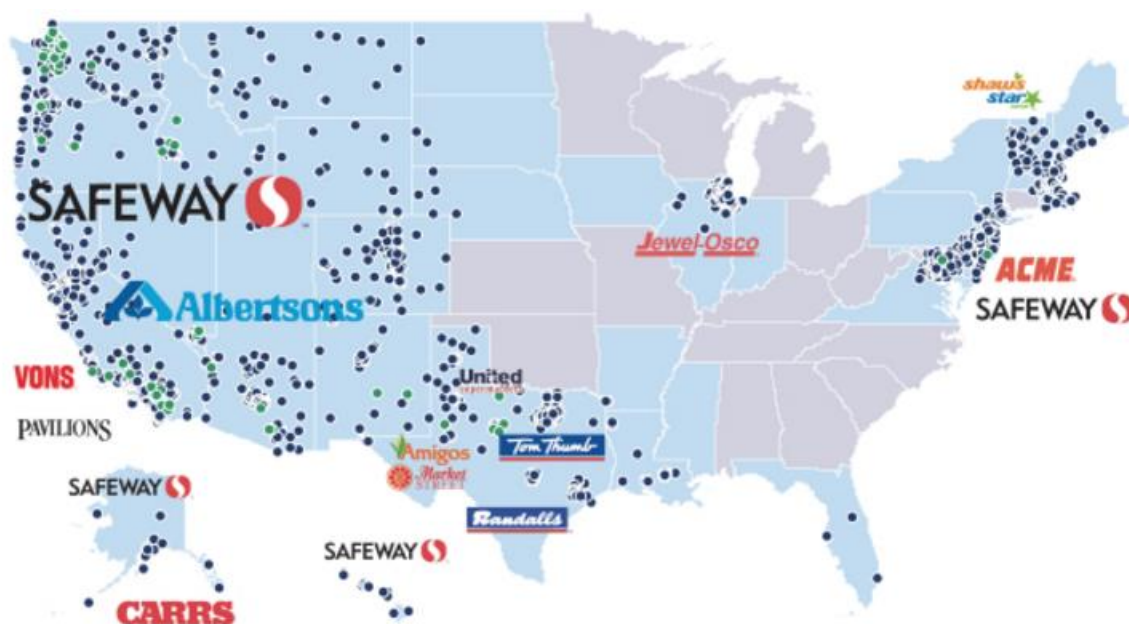 shaw's
star
SAFEWAY
Jewel-Osco
ACME
Albertsons
SAFEWAY
VONS
United
PAVILIONS
Tom Thumb
Amigos
Market
STREET
SAFEWAY
Randalls
SAFEWAY
CARRS